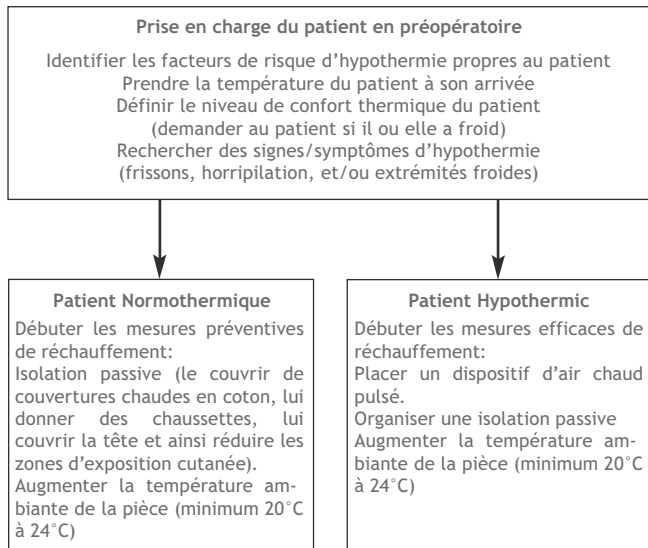 Prise en charge du patient en préopératoire
Identifier les facteurs de risque d’hypothermie propres au patient
Prendre la température du patient à son arrivée
Définir le niveau de confort thermique du patient
(demander au patient si il ou elle a froid)
Rechercher des signes/symptômes d’hypothermie
(frissons, horripilation, et/ou extrémités froides)
Patient Normothermique
Débuter les mesures préventives
de réchauffement:
Isolation passive (le couvrir de
couvertures chaudes en coton, lui
donner des chaussettes, lui
couvrir la tête et ainsi réduire les
zones d’exposition cutanée).
Augmenter la température am-
biante de la pièce (minimum 20°C
à 24°C)
Patient Hypothermic
Débuter les mesures efficaces de
réchauffement:
Placer un dispositif d’air chaud
pulsé.
Organiser une isolation passive
Augmenter la température am-
biante de la pièce (minimum 20°C
à 24°C)